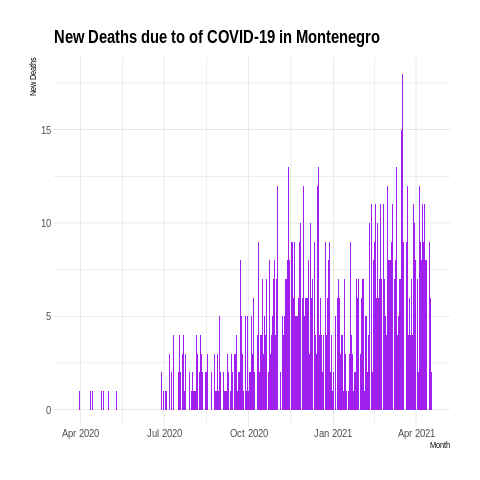 New Deaths due to of COVID-19 in Montenegro
New Deaths
15
10
5
0
Apr 2020 Jul 2020 Oct 2020 Jan 2021 Apr 2021
Month